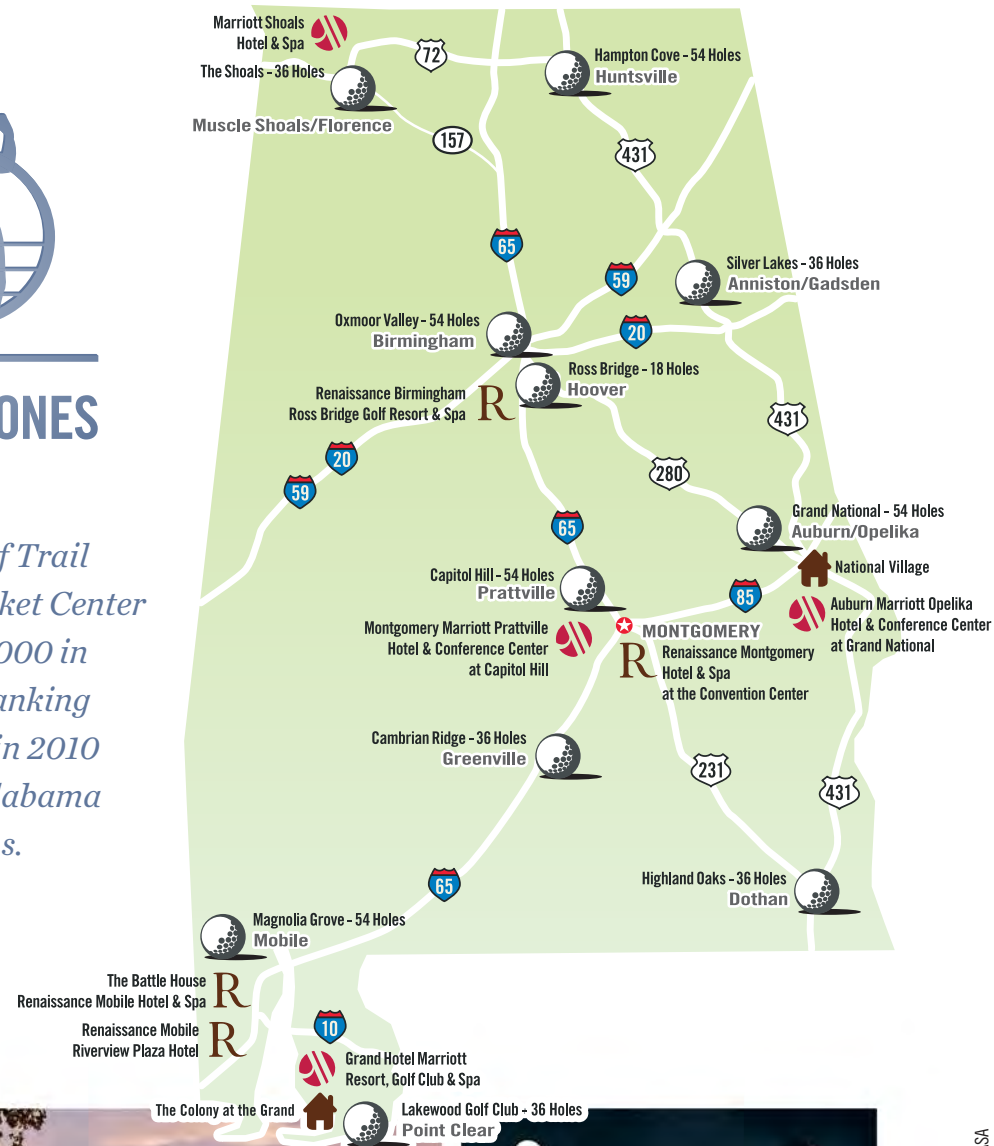 Marriott Shoals
Hotel & Spa
72
Hampton Cove - 54 Holes
Huntsville
The Shoals - 36 Holes
Muscle Shoals/Florence
157
431
65
59
Silver Lakes - 36 Holes
Anniston/Gadsden
Oxmoor Valley - 54 Holes
Birmingham
20
Ross Bridge - 18 Holes
Hoover
Renaissance Birmingham
Ross Bridge Golf Resort & Spa
R
ONES
431
20
59
280
65
Grand National - 54 Holes
Auburn/Opelika
f Trail
ket Center
000 in
anking
in 2010
labama
s.
National Village
Capitol Hill - 54 Holes
Prattville
85
Auburn Marriott Opelika
Hotel & Conference Center
at Grand National
Montgomery Marriott Prattville
Hotel & Conference Center
at Capitol Hill
MONTGOMERY
R
Renaissance Montgomery
Hotel & Spa
at the Convention Center
Cambrian Ridge - 36 Holes
Greenville
231
431
65
Highland Oaks - 36 Holes
Dothan
Magnolia Grove - 54 Holes
Mobile
The Battle House
Renaissance Mobile Hotel & Spa
R
Renaissance Mobile
Riverview Plaza Hotel
R
10
Grand Hotel Marriott
Resort, Golf Club & Spa
The Colony at the Grand
Lakewood Golf Club - 36 Holes
Point Clear
SA